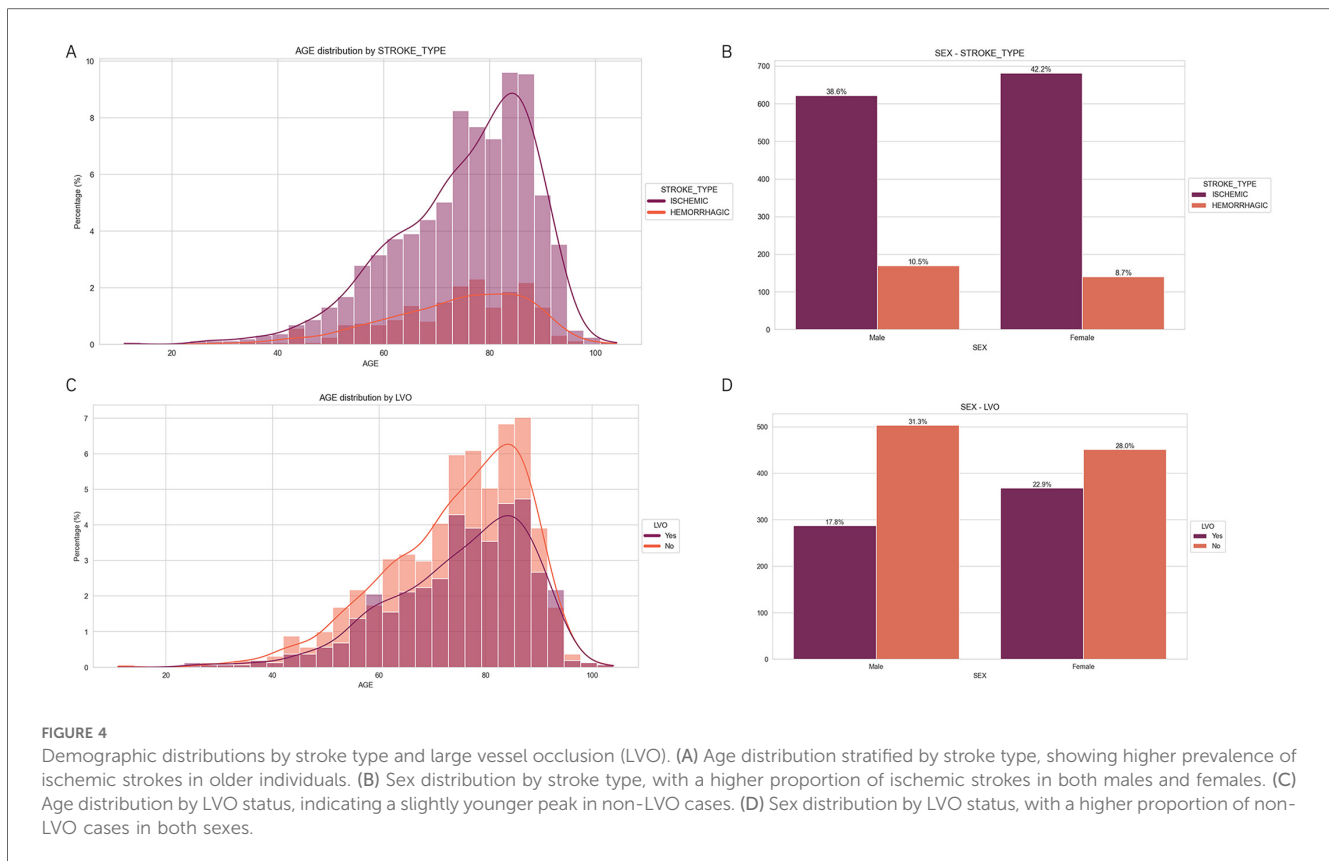 A
AGE distribution by STROKE_TYPE
10
8
6
4
2
0
Percentage (%)
20 40 60 80 100
AGE
STROKE_TYPE
ISCHEMIC
HEMORRHAGIC
B
SEX - STROKE_TYPE
700
600
500
400
300
200
100
0
38.6%
10.5%
42.2%
8.7%
Male Female
SEX
STROKE_TYPE
ISCHEMIC
HEMORRHAGIC
C
AGE distribution by LVO
7
6
5
4
3
2
1
0
Percentage (%)
20 40 60 80 100
AGE
LVO
Yes
No
D
SEX - LVO
500
400
300
200
100
0
17.8%
31.3%
22.9%
28.0%
Male Female
SEX
LVO
Yes
No
FIGURE 4
Demographic distributions by stroke type and large vessel occlusion (LVO). (A) Age distribution stratified by stroke type, showing higher prevalence of
ischemic strokes in older individuals. (B) Sex distribution by stroke type, with a higher proportion of ischemic strokes in both males and females. (C)
Age distribution by LVO status, indicating a slightly younger peak in non-LVO cases. (D) Sex distribution by LVO status, with a higher proportion of non-
LVO cases in both sexes.